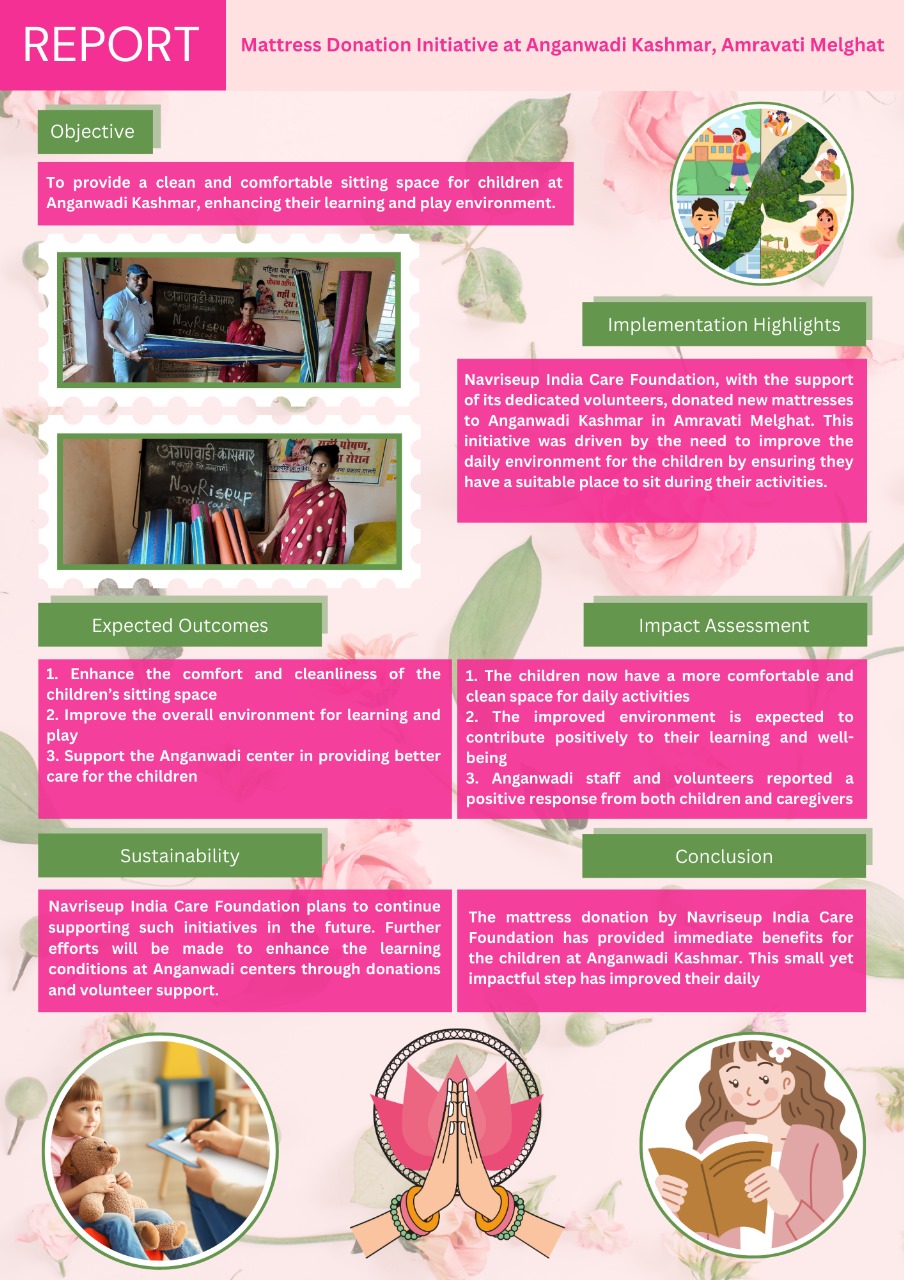 REPORT
Mattress Donation Initiative at Anganwadi Kashmar, Amravati Melghat
Objective
To provide a clean and comfortable sitting space for children at
Anganwadi Kashmar, enhancing their learning and play environment.
अंगणवाडी कासमार
NavRiseup
महिला बाल
Implementation Highlights
Navriseup India Care Foundation, with the support
of its dedicated volunteers, donated new mattresses
to Anganwadi Kashmar in Amravati Melghat. This
initiative was driven by the need to improve the
daily environment for the children by ensuring they
have a suitable place to sit during their activities.
अंगणवाडी कासमार
NavRiseup
India care
सही पोषण,
देश रोशन
Expected Outcomes
1. Enhance the comfort and cleanliness of the
children's sitting space
2. Improve the overall environment for learning and
play
3. Support the Anganwadi center in providing better
care for the children
Impact Assessment
1. The children now have a more comfortable and
clean space for daily activities
2. The improved environment is expected to
contribute positively to their learning and well-
being
3. Anganwadi staff and volunteers reported a
positive response from both children and caregivers
Sustainability
Navriseup India Care Foundation plans to continue
supporting such initiatives in the future. Further
efforts will be made to enhance the learning
conditions at Anganwadi centers through donations
and volunteer support.
Conclusion
The mattress donation by Navriseup India Care
Foundation has provided immediate benefits for
the children at Anganwadi Kashmar. This small yet
impactful step has improved their daily